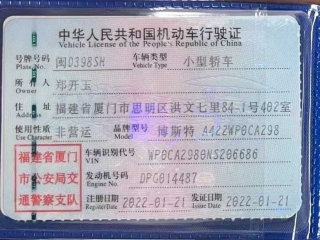 中华人民共和国机动车行驶证
Vehicle License of the People's Republic of China
号牌号码 闽D398SH 车辆类型 小型轿车
Plate No. Vehicle Type
所有人 郑开玉
Owner
住址 福建省厦门市思明区洪文七里84-1号402室
Address
使用性质 非营运 品牌型号 博斯特
Use Character Model
福建省厦门
市公安局交
通警察支队
车辆识别代号
VIN
发动机号码 DPG014487
Engine No.
注册日期 2022-01-21 发证日期 2022-01-21
Register Date Issue Date